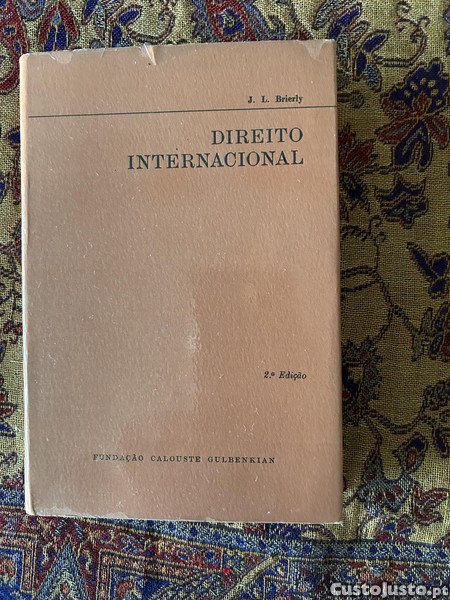 J. L. Brierly
DIREITO
INTERNACIONAL
2.ª Edição
FUNDAÇÃO CALOUSTE GULBENKIAN
CustoJusto.pt